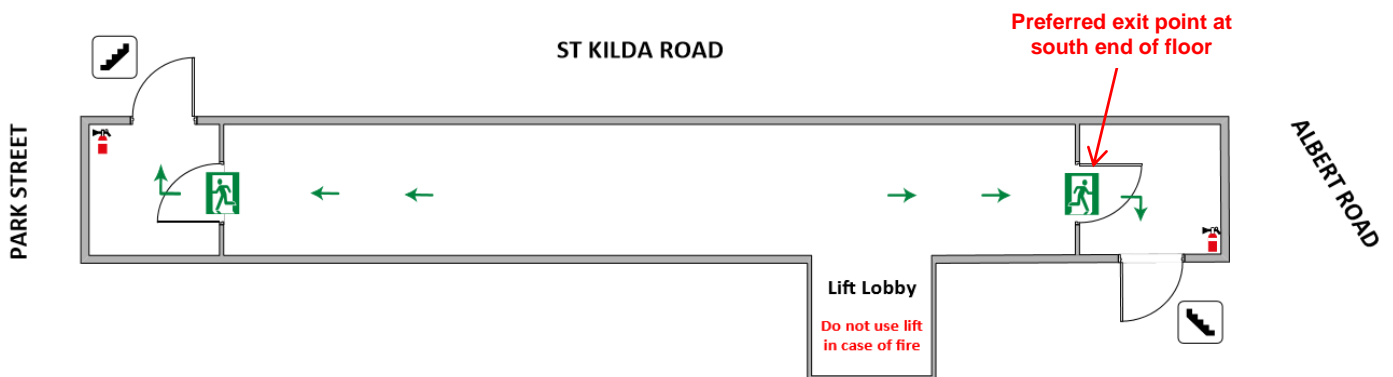 Preferred exit point at
south end of floor
ST KILDA ROAD
PARK STREET
ALBERT ROAD
Lift Lobby
Do not use lift
in case of fire